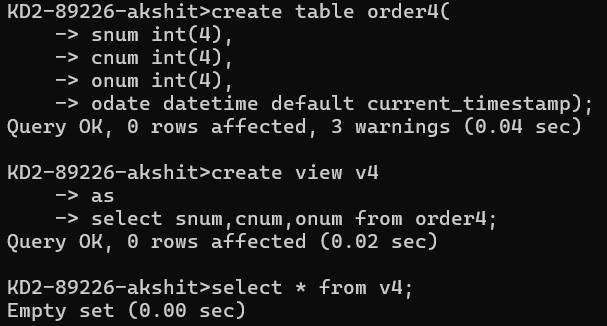 KD2-89226-akshit>create table order4(
    -> snum int(4),
    -> cnum int(4),
    -> onum int(4),
    -> odate datetime default current_timestamp);
Query OK, 0 rows affected, 3 warnings (0.04 sec)

KD2-89226-akshit>create view v4
    -> as
    -> select snum,cnum,onum from order4;
Query OK, 0 rows affected (0.02 sec)

KD2-89226-akshit>select * from v4;
Empty set (0.00 sec)